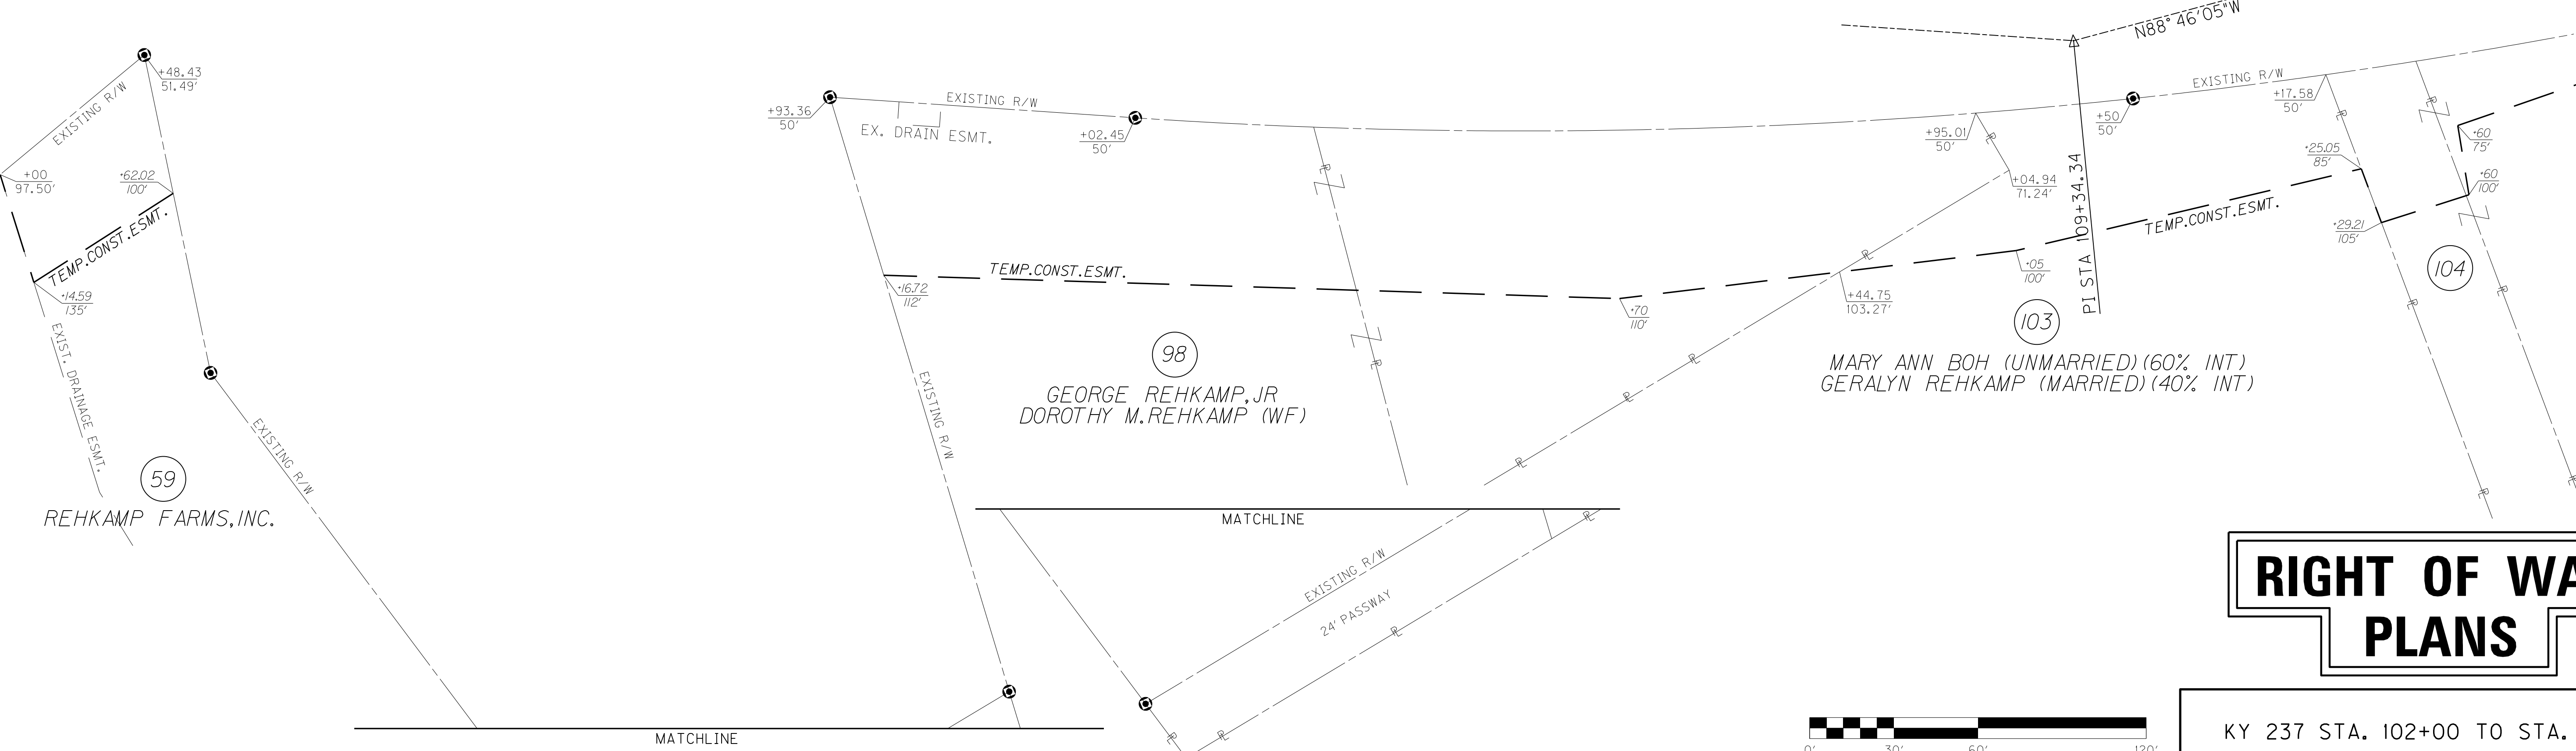 N88°46'05"W
+48.43
51.49'
EXISTING R/W
+00
97.50'
+62.02
100'
TEMP.CONST.ESMT.
+14.59
135'
EXIST. DRAINAGE ESMT.
59
REHKAMP FARMS,INC.
EXISTING R/W
MATCHLINE
+93.36
50'
EXISTING R/W
EX. DRAIN ESMT.
+02.45
50'
TEMP.CONST.ESMT.
+16.72
112'
98
GEORGE REHKAMP,JR
DOROTHY M.REHKAMP (WF)
EXISTING R/W
MATCHLINE
EXISTING R/W
24' PASSWAY
+70
110'
+95.01
50'
+04.94
71.24'
+44.75
103.27'
+05
100'
PI STA 109+34.34
+50
50'
EXISTING R/W
+17.58
50'
+25.05
85'
TEMP.CONST.ESMT.
+29.21
105'
+60
75'
+60
100'
104
103
MARY ANN BOH (UNMARRIED)(60% INT)
GERALYN REHKAMP (MARRIED)(40% INT)
RIGHT OF WA
PLANS
KY 237 STA. 102+00 TO STA.
0' 30' 60' 120'